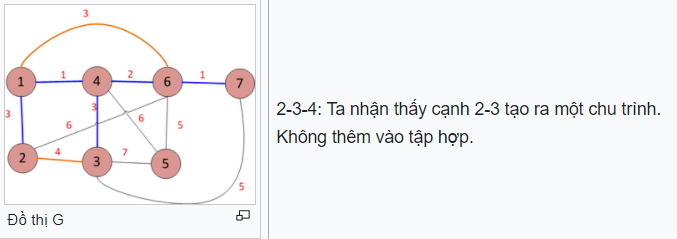 3
1 1 4 2 6 1 7
3 3 6 6 5
2 4 3 7 5
5
Đồ thị G
2-3-4: Ta nhận thấy cạnh 2-3 tạo ra một chu trình.
Không thêm vào tập hợp.